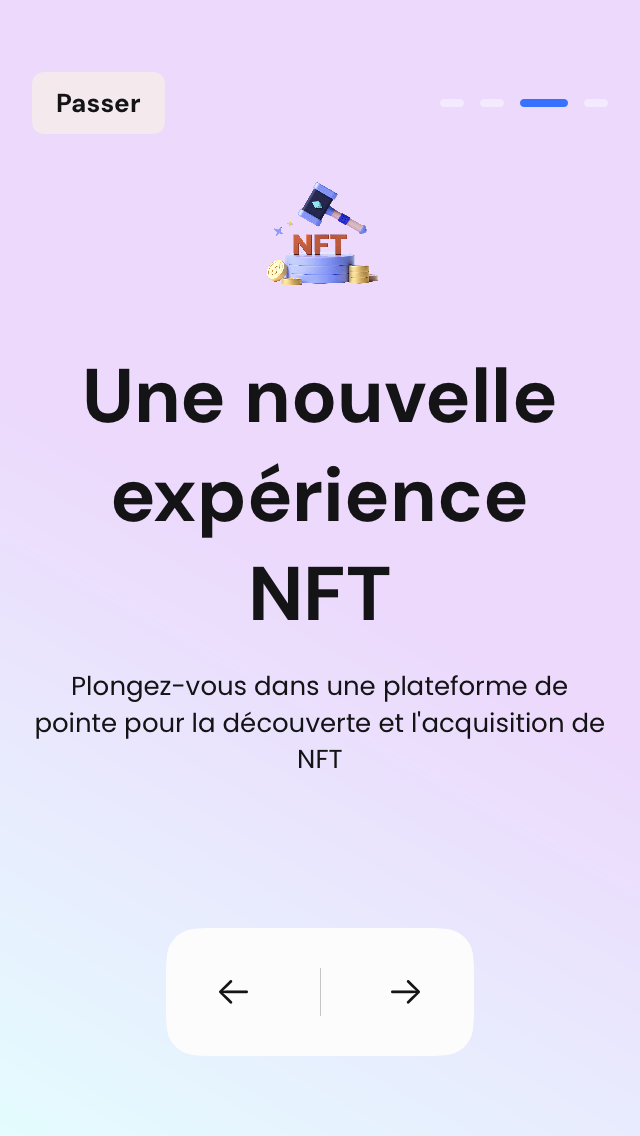 Passer
NFT
Une nouvelle
expérience
NFT
Plongez-vous dans une plateforme de
pointe pour la découverte et l'acquisition de
NFT